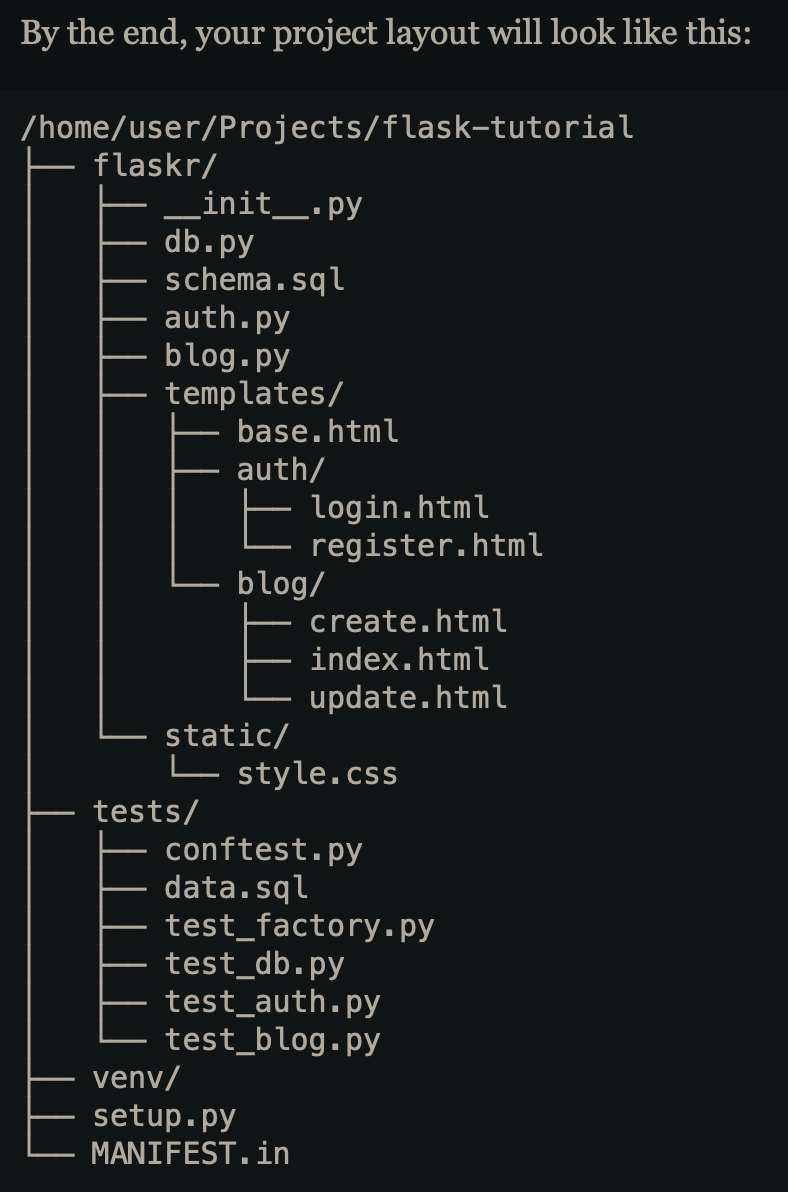 By the end, your project layout will look like this:
/home/user/Projects/flask-tutorial
├── flaskr/
│   ├── __init__.py
│   ├── db.py
│   ├── schema.sql
│   ├── auth.py
│   ├── blog.py
│   ├── templates/
│   │   ├── base.html
│   │   ├── auth/
│   │   │   ├── login.html
│   │   │   └── register.html
│   │   └── blog/
│   │       ├── create.html
│   │       ├── index.html
│   │       └── update.html
│   └── static/
│       └── style.css
├── tests/
│   ├── conftest.py
│   ├── data.sql
│   ├── test_factory.py
│   ├── test_db.py
│   ├── test_auth.py
│   └── test_blog.py
├── venv/
├── setup.py
└── MANIFEST.in